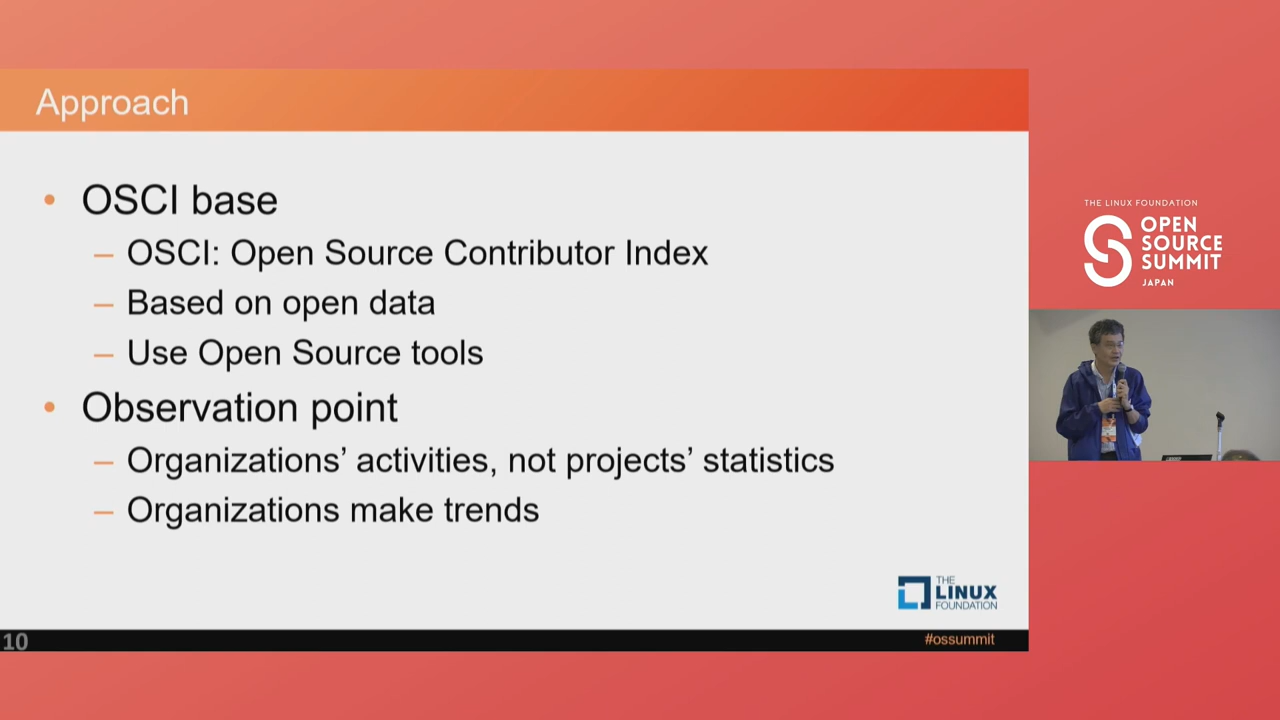 Approach
• OSCI base
– OSCI: Open Source Contributor Index
– Based on open data
– Use Open Source tools
• Observation point
– Organizations’ activities, not projects’ statistics
– Organizations make trends
THE
LINUX
FOUNDATION
10
#ossummit
THE LINUX FOUNDATION
OPEN
SOURCE
SUMMIT
JAPAN